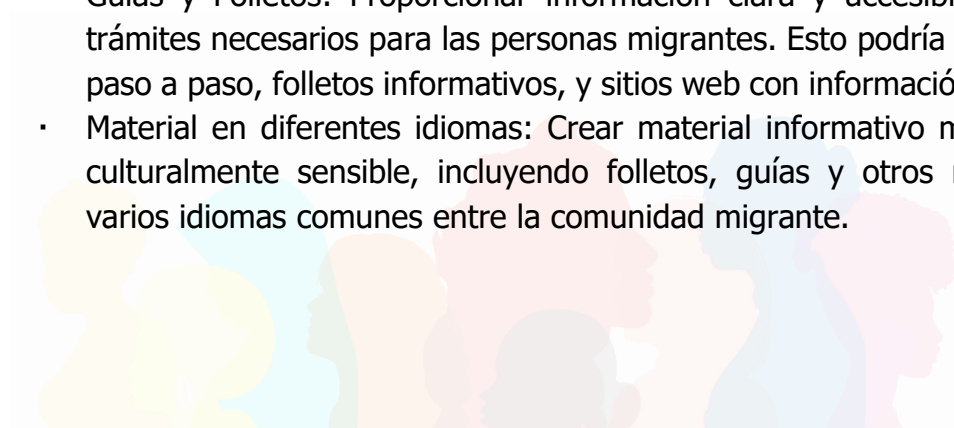 Guías y Folletos: Proporcionar información clara y accesib
trámites necesarios para las personas migrantes. Esto podría
paso a paso, folletos informativos, y sitios web con informació
· Material en diferentes idiomas: Crear material informativo m
culturalmente sensible, incluyendo folletos, guías y otros
varios idiomas comunes entre la comunidad migrante.